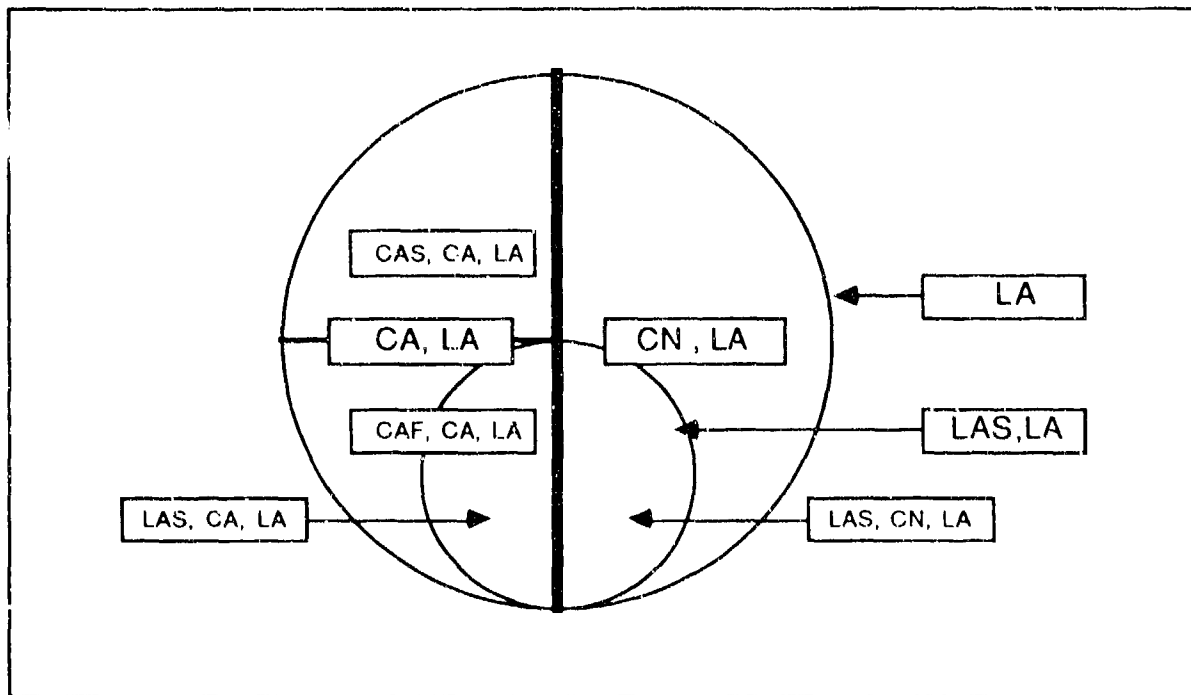 CAS, CA, LA
LA
CA, LA
CN , LA
CAF, CA, LA
LAS,LA
LAS, CA, LA
LAS, CN, LA